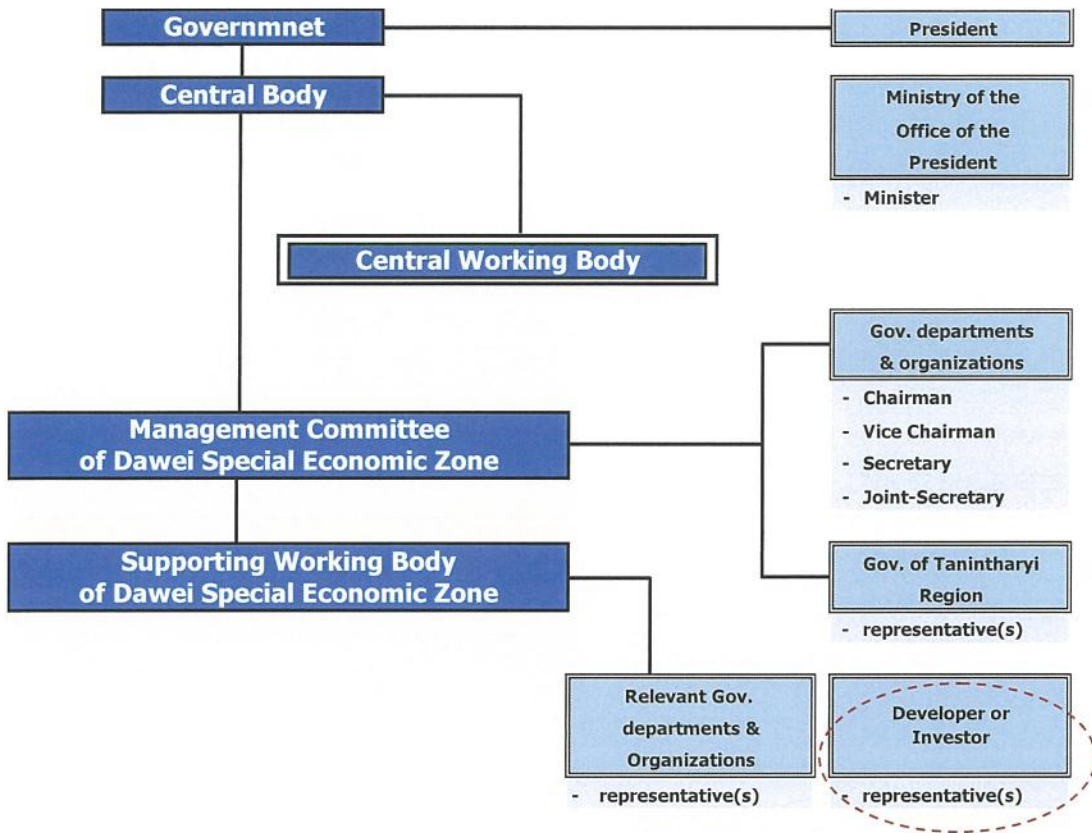 Governmnet
President
Central Body
Ministry of the
Office of the
President
- Minister
Central Working Body
Gov. departments
& organizations
- Chairman
- Vice Chairman
- Secretary
- Joint-Secretary
Management Committee
of Dawei Special Economic Zone
Supporting Working Body
of Dawei Special Economic Zone
Gov. of Tanintharyi
Region
- representative(s)
Relevant Gov.
departments &
Organizations
- representative(s)
Developer or
Investor
- representative(s)